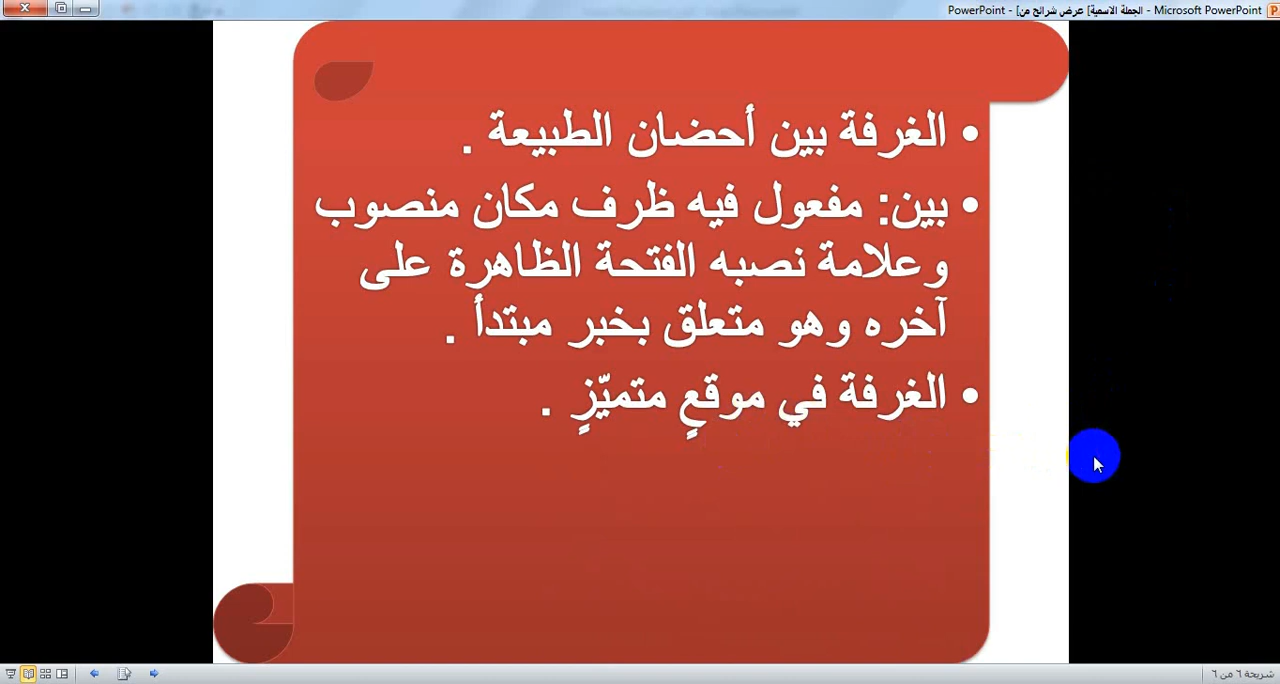 PowerPoint - [عرض شرائح من] الجملة الاسمية - Microsoft PowerPoint
• الغرفة بين أحضان الطبيعة .
• بين: مفعول فيه ظرف مكان منصوب
وعلامة نصبه الفتحة الظاهرة على
آخره وهو متعلق بخبر مبتدأ .
• الغرفة في موقعٍ متميّزٍ .
شريحة ٦ من ٦